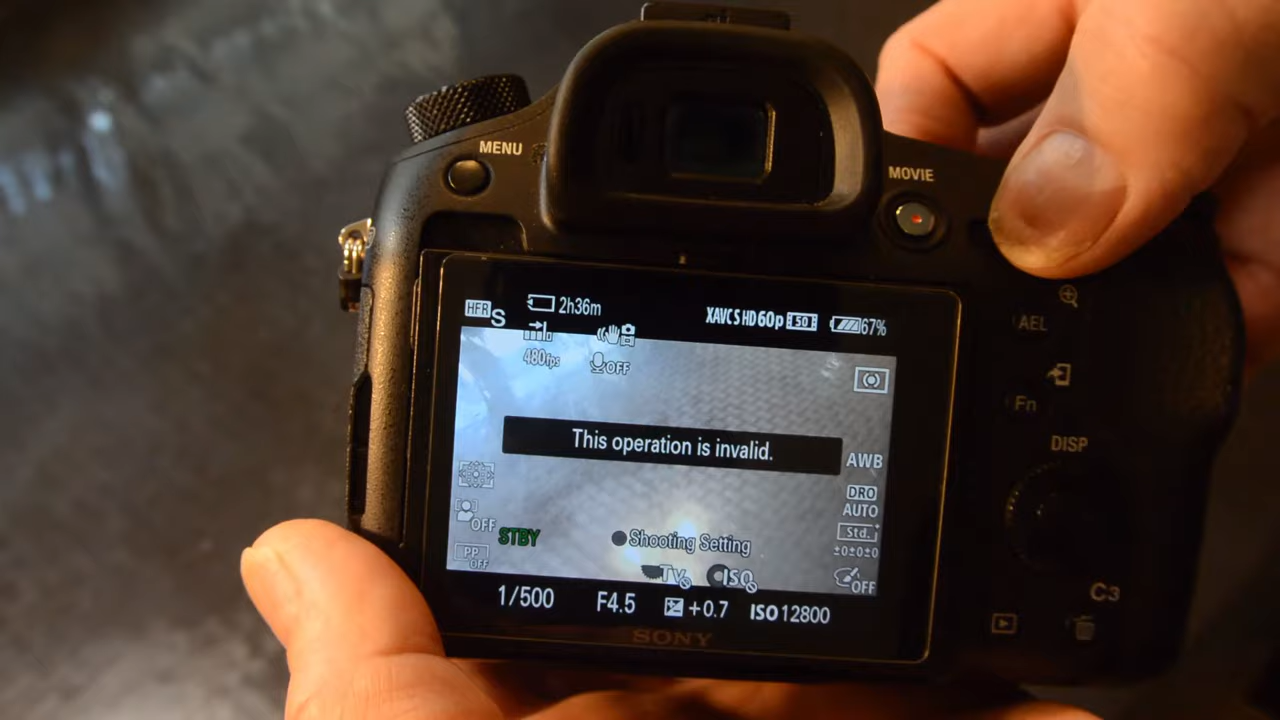 MENU
MOVIE
HFR S
2h36m
XAVC S HD 60p 50
67%
480fps
OFF
AEL
This operation is invalid.
Fn
DISP
AWB
DRO
AUTO
OFF
STBY
Shooting Setting
Std.
±0±0±0
PP
OFF
TV
ISO
OFF
1/500
F4.5
+0.7
ISO 12800
C3
SONY